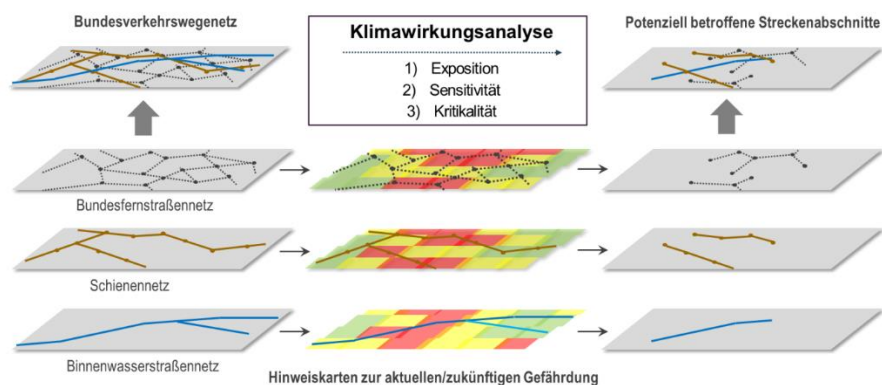 Bundesverkehrswegenetz
Klimawirkungsanalyse
1) Exposition
2) Sensitivität
3) Kritikalität
Potenziell betroffene Streckenabschnitte
Bundesfernstraßennetz
Schienennetz
Binnenwasserstraßennetz
Hinweiskarten zur aktuellen/zukünftigen Gefährdung